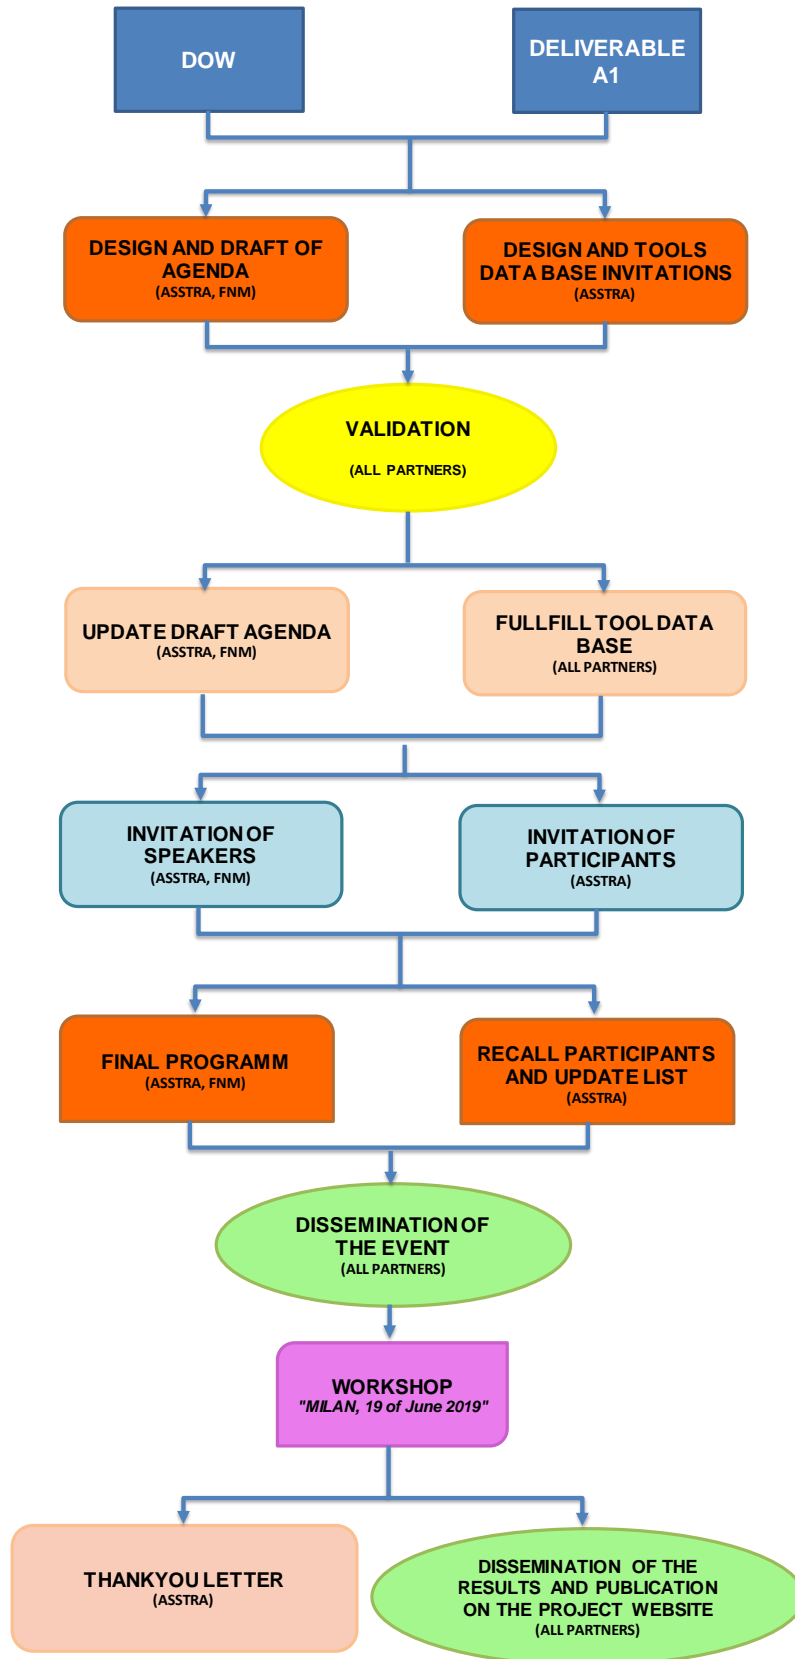 DOW
DELIVERABLE
A1
DESIGN AND DRAFT OF
AGENDA
(ASSTRA, FNM)
DESIGN AND TOOLS
DATA BASE INVITATIONS
(ASSTRA)
VALIDATION
(ALL PARTNERS)
UPDATE DRAFT AGENDA
(ASSTRA, FNM)
FULLFILL TOOL DATA
BASE
(ALL PARTNERS)
INVITATION OF
SPEAKERS
(ASSTRA, FNM)
INVITATION OF
PARTICIPANTS
(ASSTRA)
FINAL PROGRAMM
(ASSTRA, FNM)
RECALL PARTICIPANTS
AND UPDATE LIST
(ASSTRA)
DISSEMINATION OF
THE EVENT
(ALL PARTNERS)
WORKSHOP
"MILAN, 19 of June 2019"
THANKYOU LETTER
(ASSTRA)
DISSEMINATION OF THE
RESULTS AND PUBLICATION
ON THE PROJECT WEBSITE
(ALL PARTNERS)